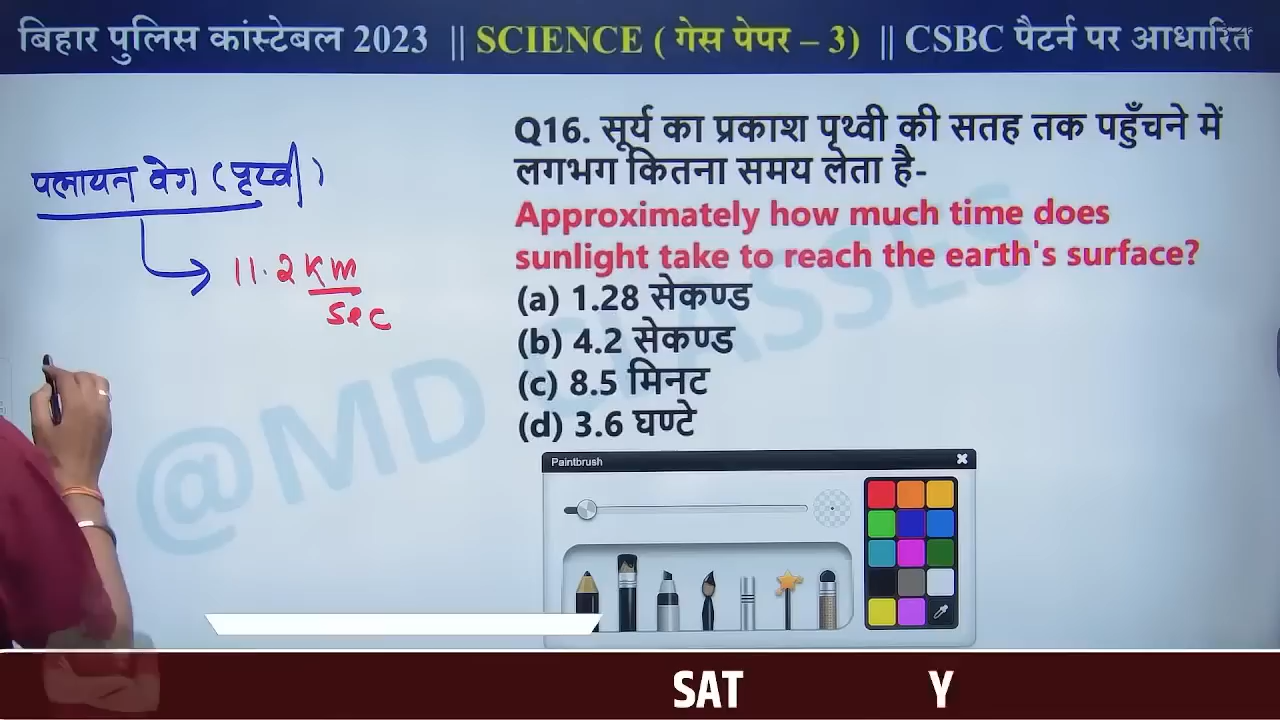 बिहार पुलिस कांस्टेबल 2023 || SCIENCE ( गेस पेपर – 3) || CSBC पैटर्न पर आधारित
पलायन वेग (पृथ्वी)
11.2 Km
sec
Q16. सूर्य का प्रकाश पृथ्वी की सतह तक पहुँचने में
लगभग कितना समय लेता है-
Approximately how much time does
sunlight take to reach the earth's surface?
(a) 1.28 सेकण्ड
(b) 4.2 सेकण्ड
(c) 8.5 मिनट
(d) 3.6 घण्टे
@MD CLASSES
Paintbrush
SAT Y